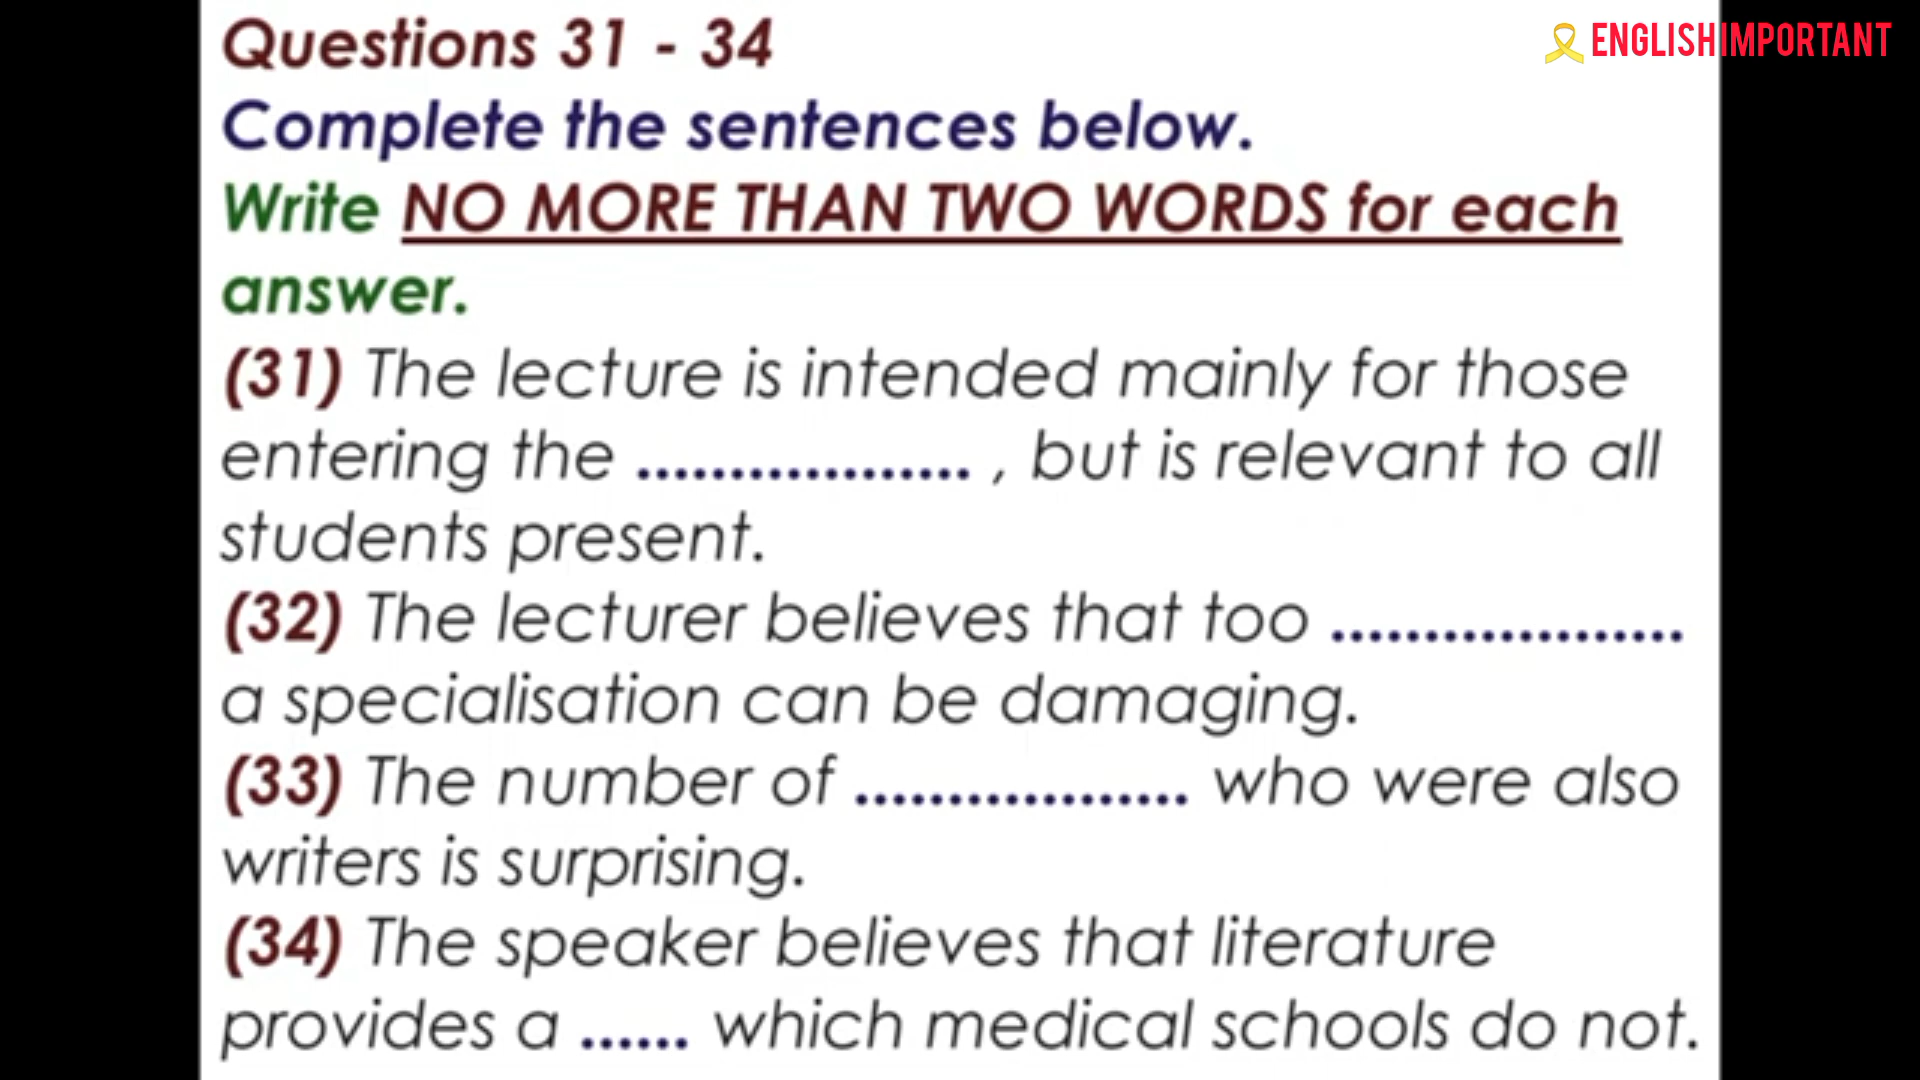 ENGLISH IMPORTANT
Questions 31 - 34
Complete the sentences below.
Write NO MORE THAN TWO WORDS for each
answer.
(31) The lecture is intended mainly for those
entering the .................. , but is relevant to all
students present.
(32) The lecturer believes that too ...................
a specialisation can be damaging.
(33) The number of .................. who were also
writers is surprising.
(34) The speaker believes that literature
provides a ...... which medical schools do not.